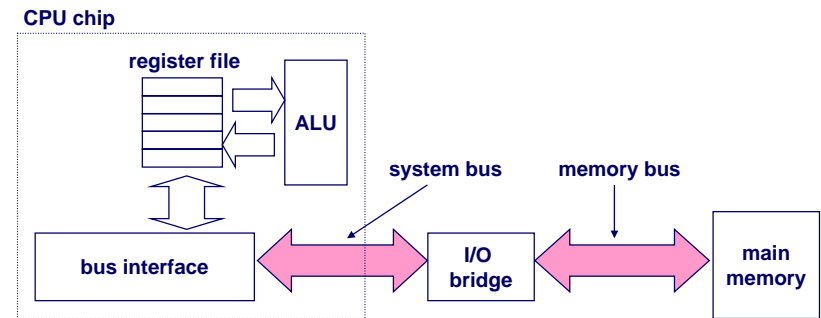 CPU chip
register file
ALU
system bus
memory bus
bus interface
I/O
bridge
main
memory